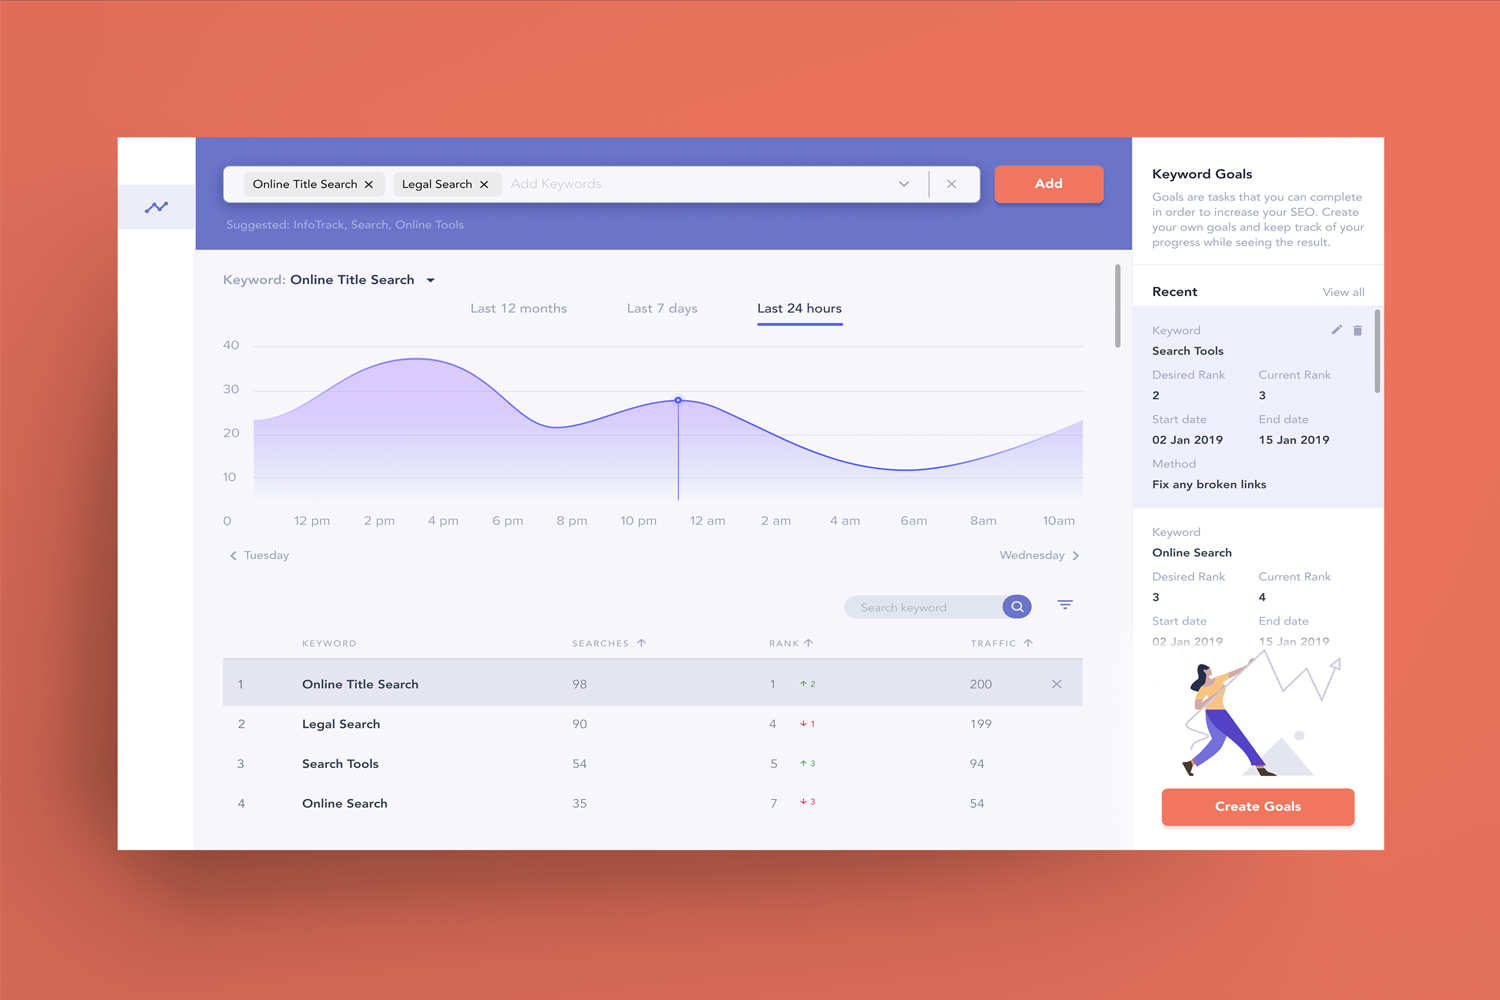 Online Title Search ✕ Legal Search ✕ Add Keywords
Add
Suggested: InfoTrack, Search, Online Tools
Keyword: Online Title Search
Last 12 months Last 7 days Last 24 hours
40
30
20
10
0 12 pm 2 pm 4 pm 6 pm 8 pm 10 pm 12 am 2 am 4 am 6am 8am 10am
Tuesday Wednesday
Search keyword
KEYWORD SEARCHES ↑ RANK ↑ TRAFFIC ↑
1 Online Title Search 98 1 ↑ 2 200 ✕
2 Legal Search 90 4 ↓ 1 199
3 Search Tools 54 5 ↑ 3 94
4 Online Search 35 7 ↓ 3 54
Keyword Goals
Goals are tasks that you can complete
in order to increase your SEO. Create
your own goals and keep track of your
progress while seeing the result.
Recent View all
Keyword
Search Tools
Desired Rank Current Rank
2 3
Start date End date
02 Jan 2019 15 Jan 2019
Method
Fix any broken links
Keyword
Online Search
Desired Rank Current Rank
3 4
Start date End date
02 Jan 2019 15 Jan 2019
Create Goals